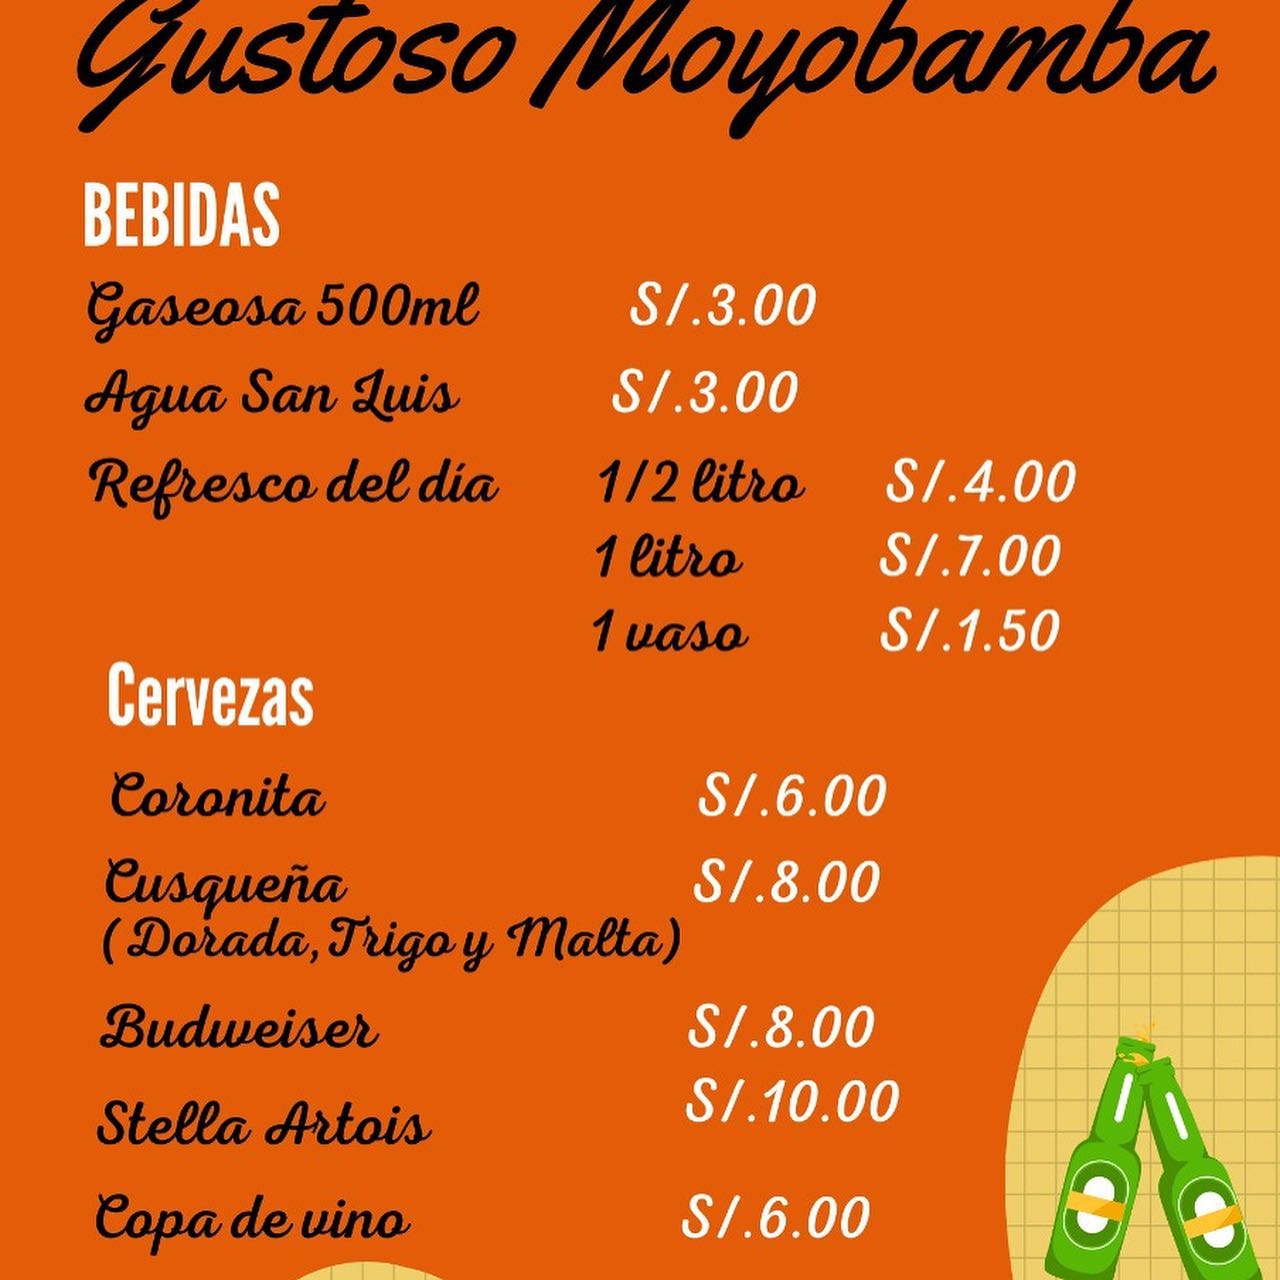 Gustoso Moyobamba
BEBIDAS
Gaseosa 500ml S/.3.00
Agua San Luis S/.3.00
Refresco del día 1/2 litro S/.4.00
1 litro S/.7.00
1 vaso S/.1.50
Cervezas
Coronita S/.6.00
Cusqueña S/.8.00
(Dorada, Trigo y Malta)
Budweiser S/.8.00
Stella Artois S/.10.00
Copa de vino S/.6.00